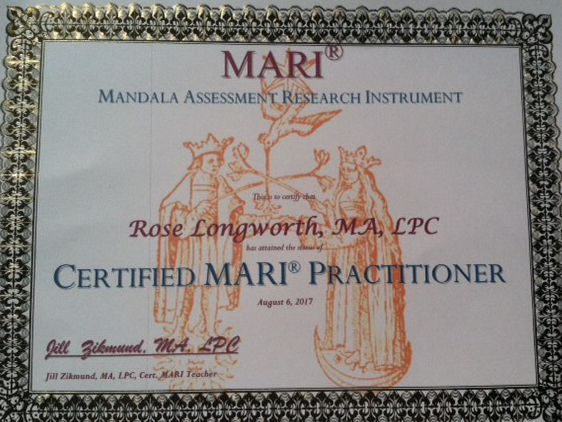 MARI®
MANDALA ASSESSMENT RESEARCH INSTRUMENT
This is to certify that
Rose Longworth, MA, LPC
has attained the status of
CERTIFIED MARI® PRACTITIONER
August 6, 2017
Jill Zikmund, MA, LPC
Jill Zikmund, MA, LPC, Cert. MARI Teacher